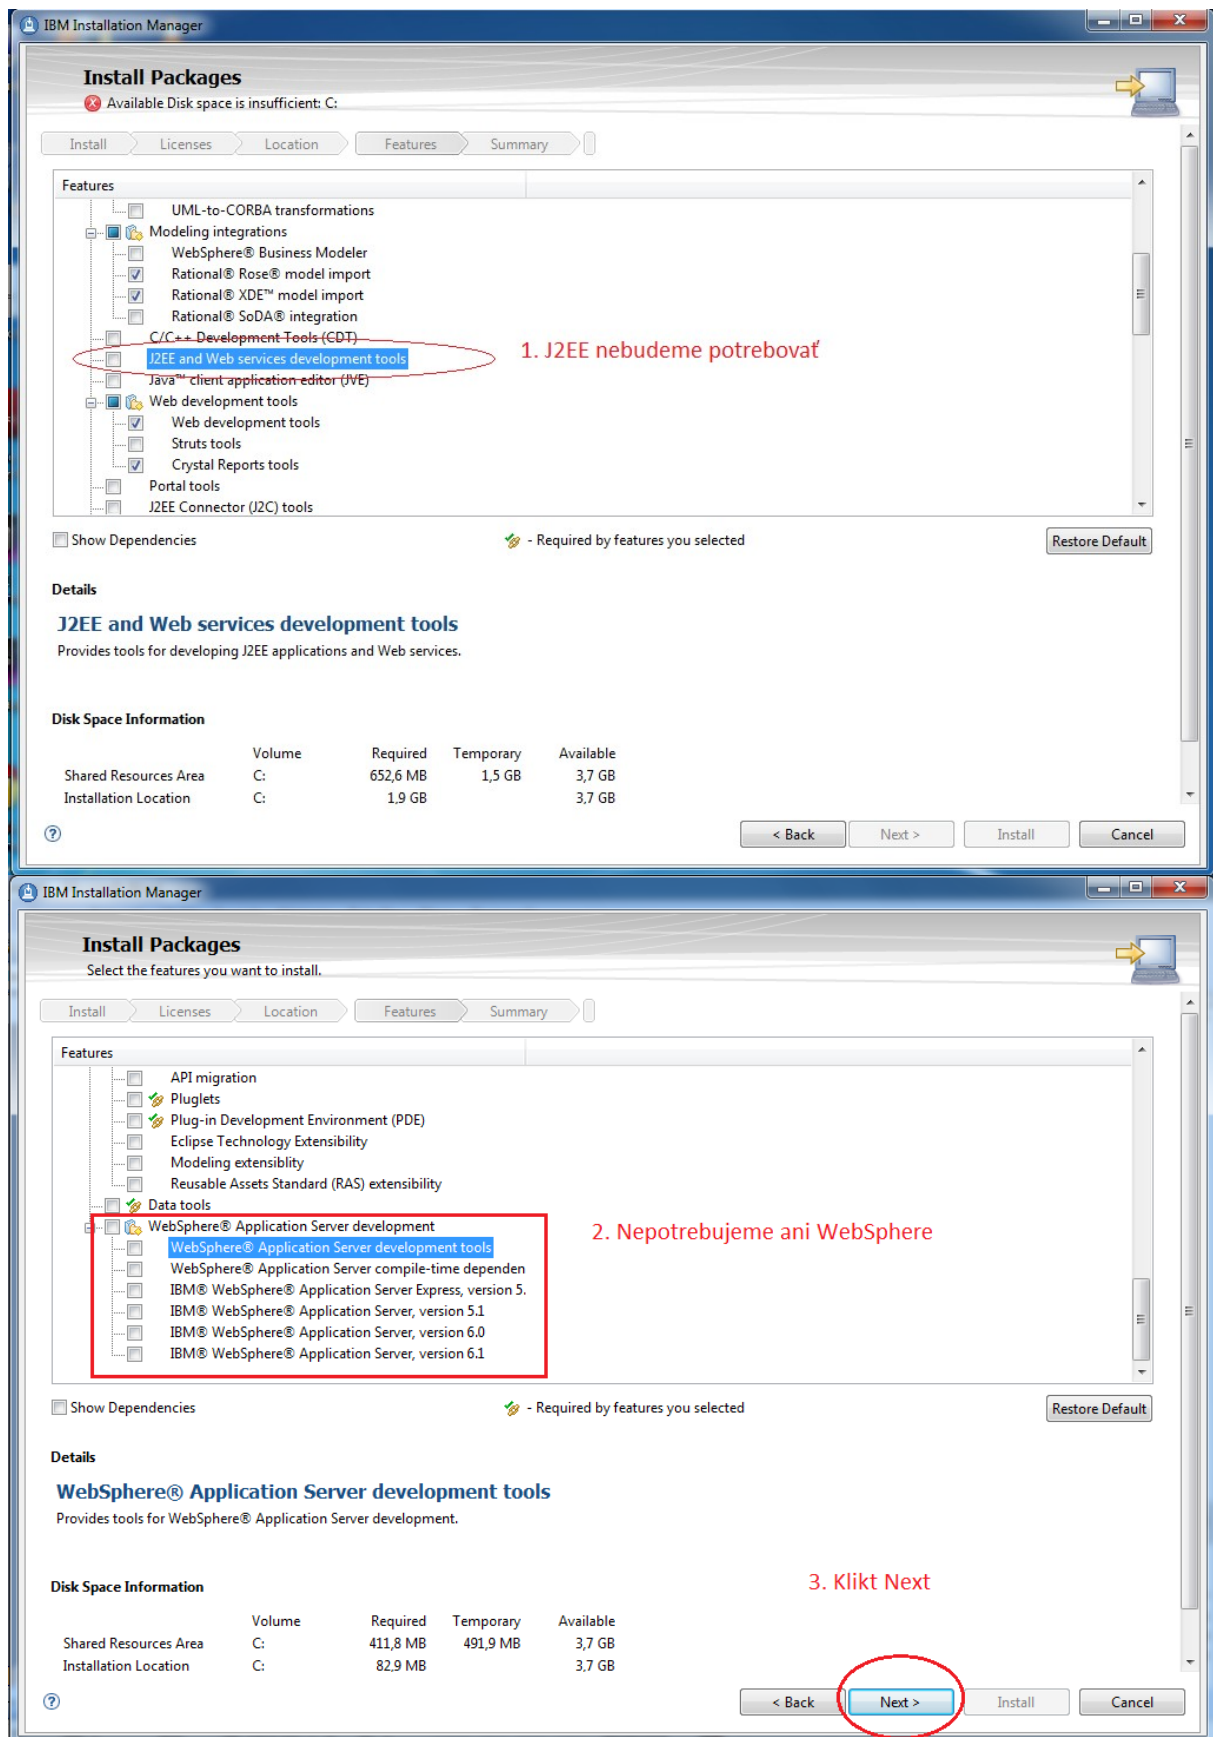 IBM Installation Manager
Install Packages
Available Disk space is insufficient: C:
Install Licenses Location Features Summary
Features
UML-to-CORBA transformations
Modeling integrations
WebSphere® Business Modeler
Rational® Rose® model import
Rational® XDE™ model import
Rational® SoDA® integration
C/C++ Development Tools (CDT)
J2EE and Web services development tools
1. J2EE nebudeme potrebovať
Java™ client application editor (JVE)
Web development tools
Web development tools
Struts tools
Crystal Reports tools
Portal tools
J2EE Connector (J2C) tools
Show Dependencies - Required by features you selected Restore Default
Details
J2EE and Web services development tools
Provides tools for developing J2EE applications and Web services.
Disk Space Information
Volume Required Temporary Available
Shared Resources Area C: 652,6 MB 1,5 GB 3,7 GB
Installation Location C: 1,9 GB 3,7 GB
< Back Next > Install Cancel
IBM Installation Manager
Install Packages
Select the features you want to install.
Install Licenses Location Features Summary
Features
API migration
Pluglets
Plug-in Development Environment (PDE)
Eclipse Technology Extensibility
Modeling extensiblity
Reusable Assets Standard (RAS) extensibility
Data tools
WebSphere® Application Server development
2. Nepotrebujeme ani WebSphere
WebSphere® Application Server development tools
WebSphere® Application Server compile-time dependen
IBM® WebSphere® Application Server Express, version 5.
IBM® WebSphere® Application Server, version 5.1
IBM® WebSphere® Application Server, version 6.0
IBM® WebSphere® Application Server, version 6.1
Show Dependencies - Required by features you selected Restore Default
Details
WebSphere® Application Server development tools
Provides tools for WebSphere® Application Server development.
3. Klikt Next
Disk Space Information
Volume Required Temporary Available
Shared Resources Area C: 411,8 MB 491,9 MB 3,7 GB
Installation Location C: 82,9 MB 3,7 GB
< Back Next > Install Cancel